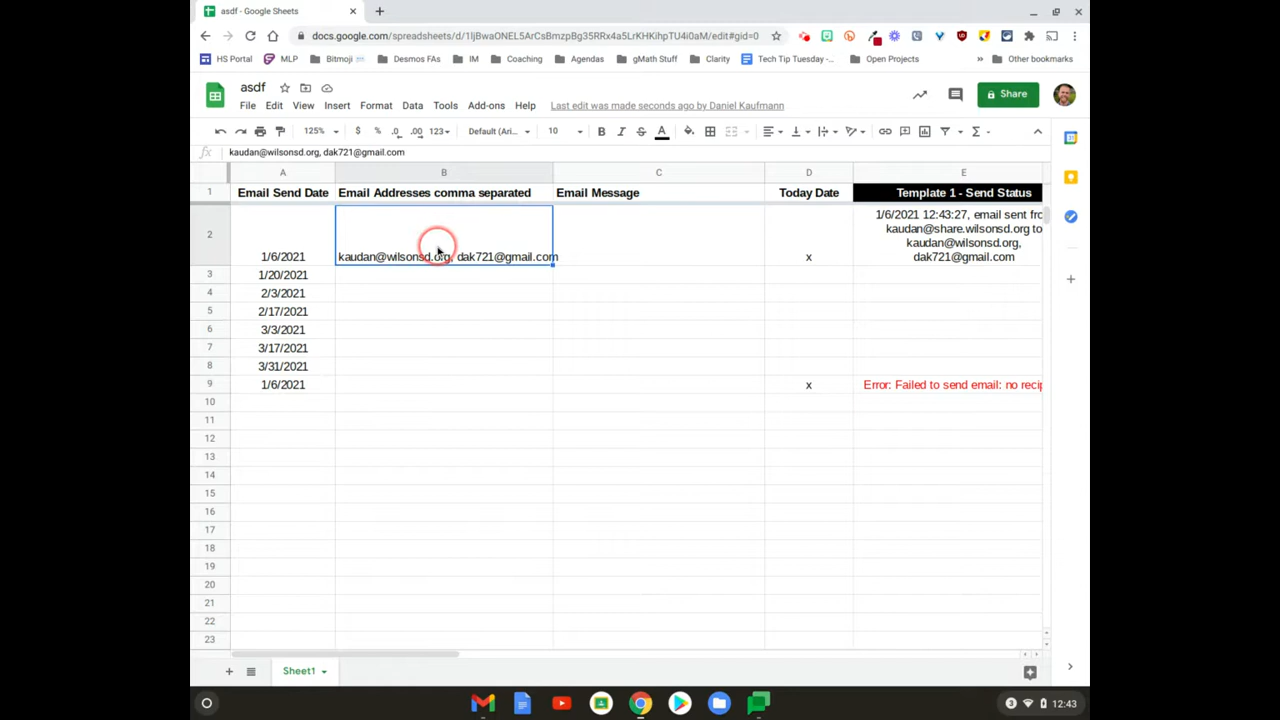 asdf - Google Sheets
docs.google.com/spreadsheets/d/1IjBwaONEL5ArCsBmzpBg35RRx4a5LrKHKihpTU4i0aM/edit#gid=0
HS Portal MLP Bitmoji Desmos FAs IM Coaching Agendas gMath Stuff Clarity Tech Tip Tuesday -... Open Projects » Other bookmarks
asdf
File Edit View Insert Format Data Tools Add-ons Help Last edit was made seconds ago by Daniel Kaufmann
Share
125% $ % .0 .00 123 Default (Ari... 10 B I S A
fx kaudan@wilsonsd.org, dak721@gmail.com
A B C D E
1 Email Send Date Email Addresses comma separated Email Message Today Date Template 1 - Send Status
1/6/2021 12:43:27, email sent fro
kaudan@share.wilsonsd.org to
kaudan@wilsonsd.org,
2 1/6/2021 kaudan@wilsonsd.org, dak721@gmail.com x dak721@gmail.com
3 1/20/2021
4 2/3/2021
5 2/17/2021
6 3/3/2021
7 3/17/2021
8 3/31/2021
9 1/6/2021 x Error: Failed to send email: no recip
10
11
12
13
14
15
16
17
18
19
20
21
22
23
Sheet1
3 12:43